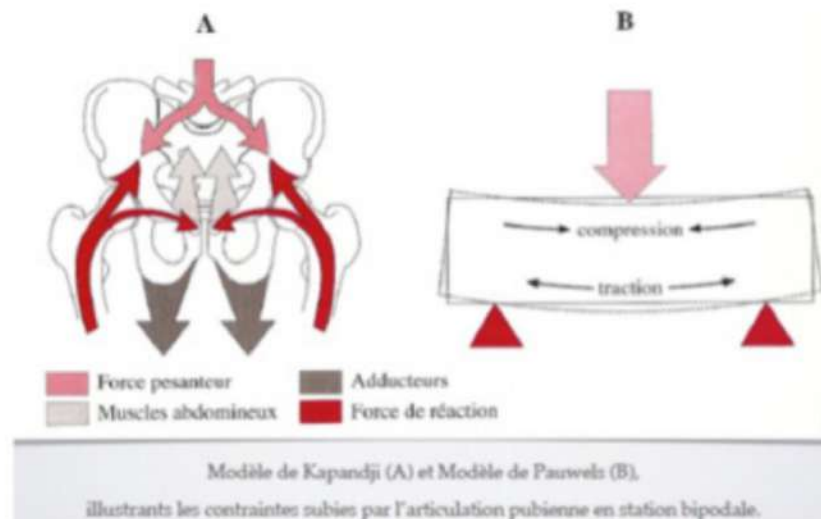 A
B
compression
traction
Force pesanteur
Adducteurs
Muscles abdomineux
Force de réaction
Modèle de Kapandji (A) et Modèle de Pauwels (B),
illustrants les contraintes subies par l'articulation pubienne en station bipodale.